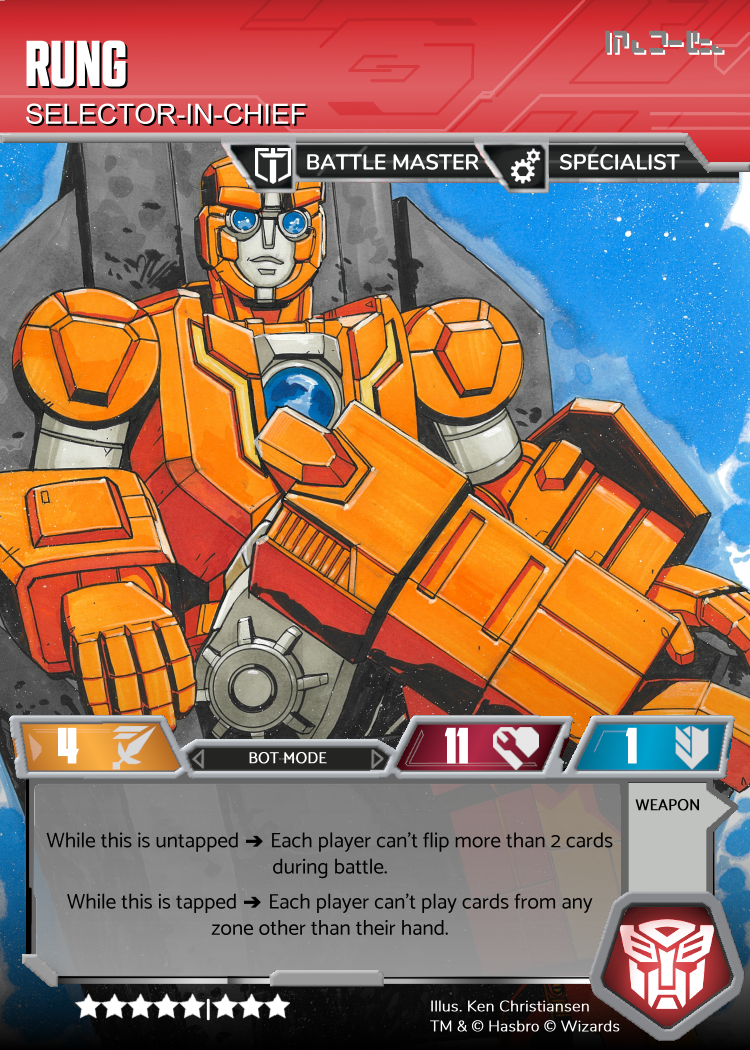 RUNG
SELECTOR-IN-CHIEF
BATTLE MASTER
SPECIALIST
4
BOT MODE
11
1
WEAPON
While this is untapped ➔ Each player can't flip more than 2 cards
during battle.
While this is tapped ➔ Each player can't play cards from any
zone other than their hand.
Illus. Ken Christiansen
TM & © Hasbro © Wizards